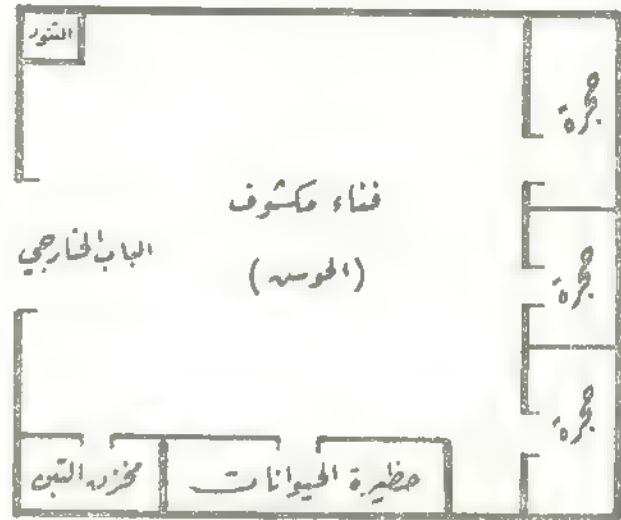 التنور
حجرة
فناء مكشوف
الباب الخارجي
(الحوش)
حجرة
حجرة
مخزن التبن
حظيرة الحيوانات